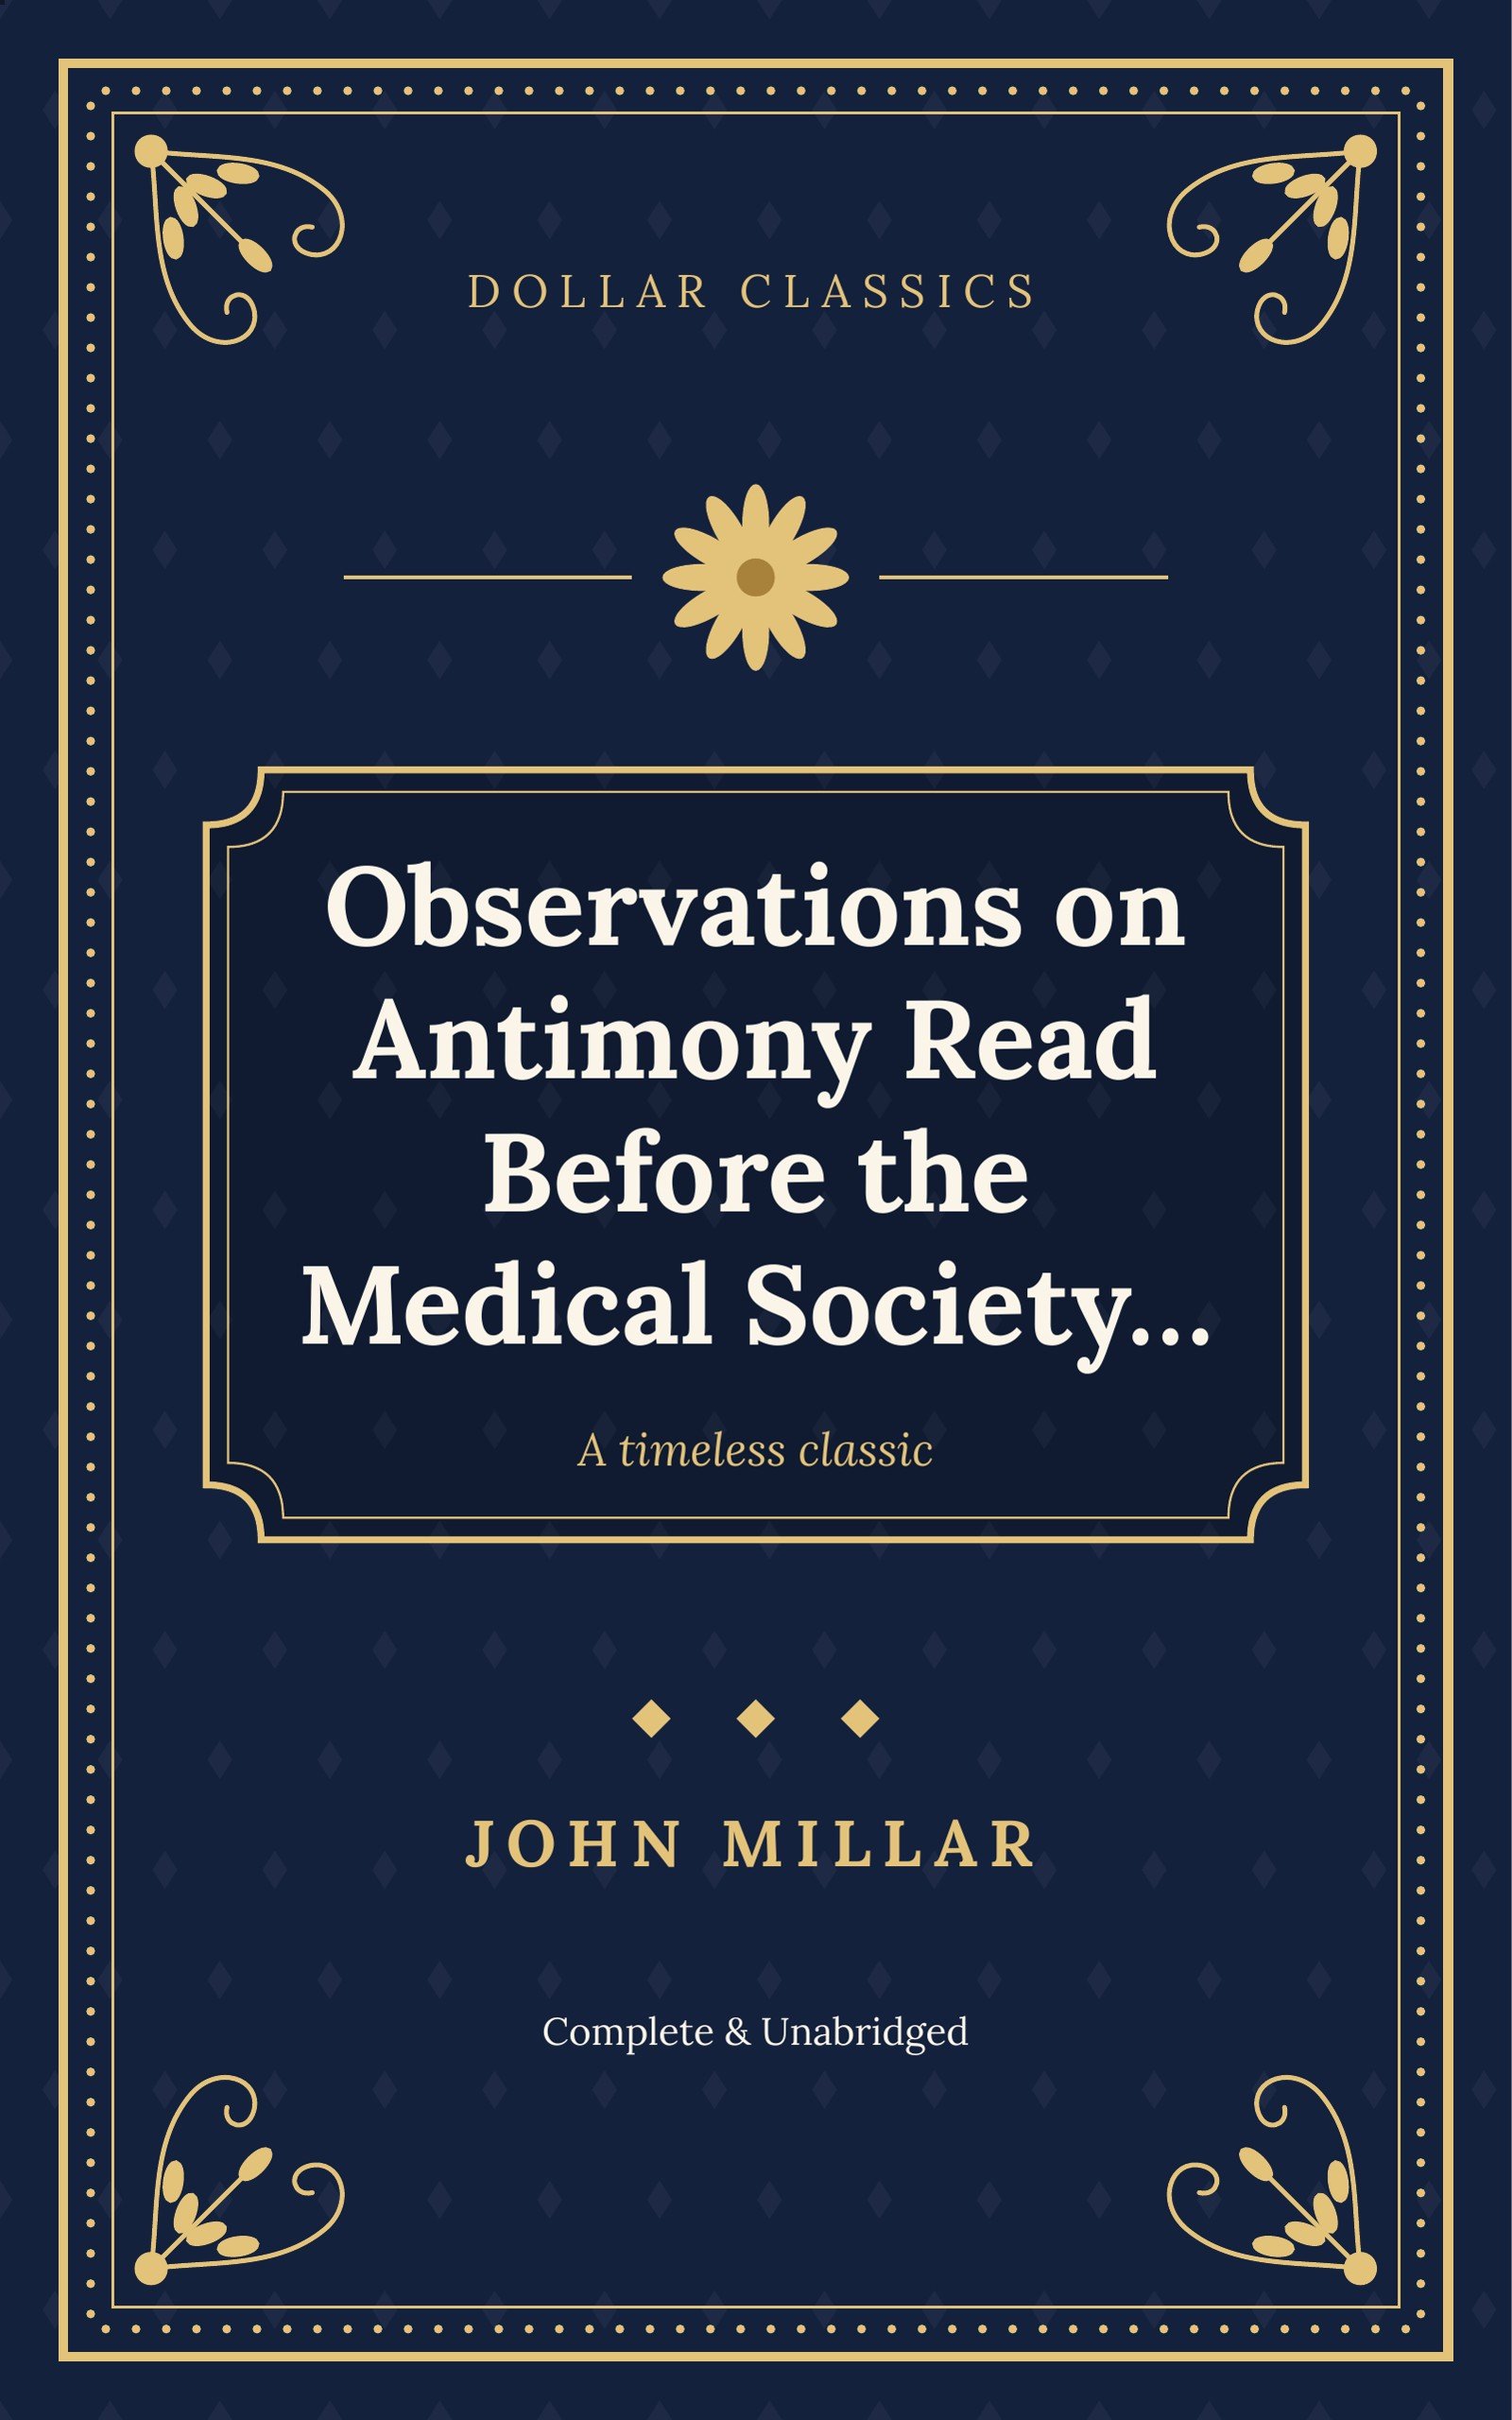 DOLLAR CLASSICS
Observations on
Antimony Read
Before the
Medical Society...
A timeless classic
JOHN MILLAR
Complete & Unabridged